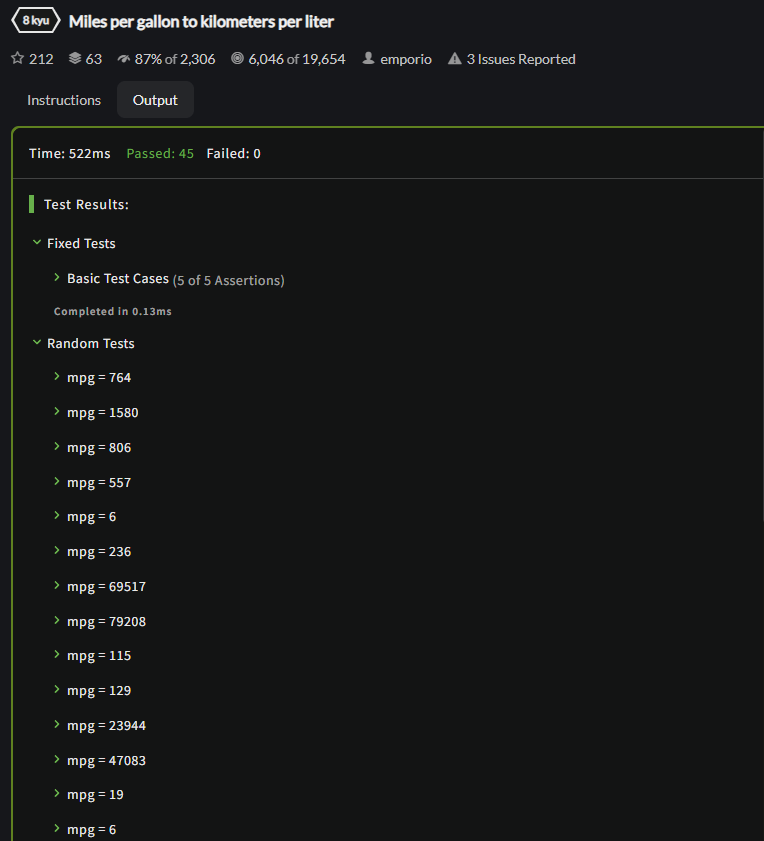 8 kyu Miles per gallon to kilometers per liter
212 63 87% of 2,306 6,046 of 19,654 emporio 3 Issues Reported
Instructions Output
Time: 522ms Passed: 45 Failed: 0
Test Results:
Fixed Tests
Basic Test Cases (5 of 5 Assertions)
Completed in 0.13ms
Random Tests
mpg = 764
mpg = 1580
mpg = 806
mpg = 557
mpg = 6
mpg = 236
mpg = 69517
mpg = 79208
mpg = 115
mpg = 129
mpg = 23944
mpg = 47083
mpg = 19
mpg = 6